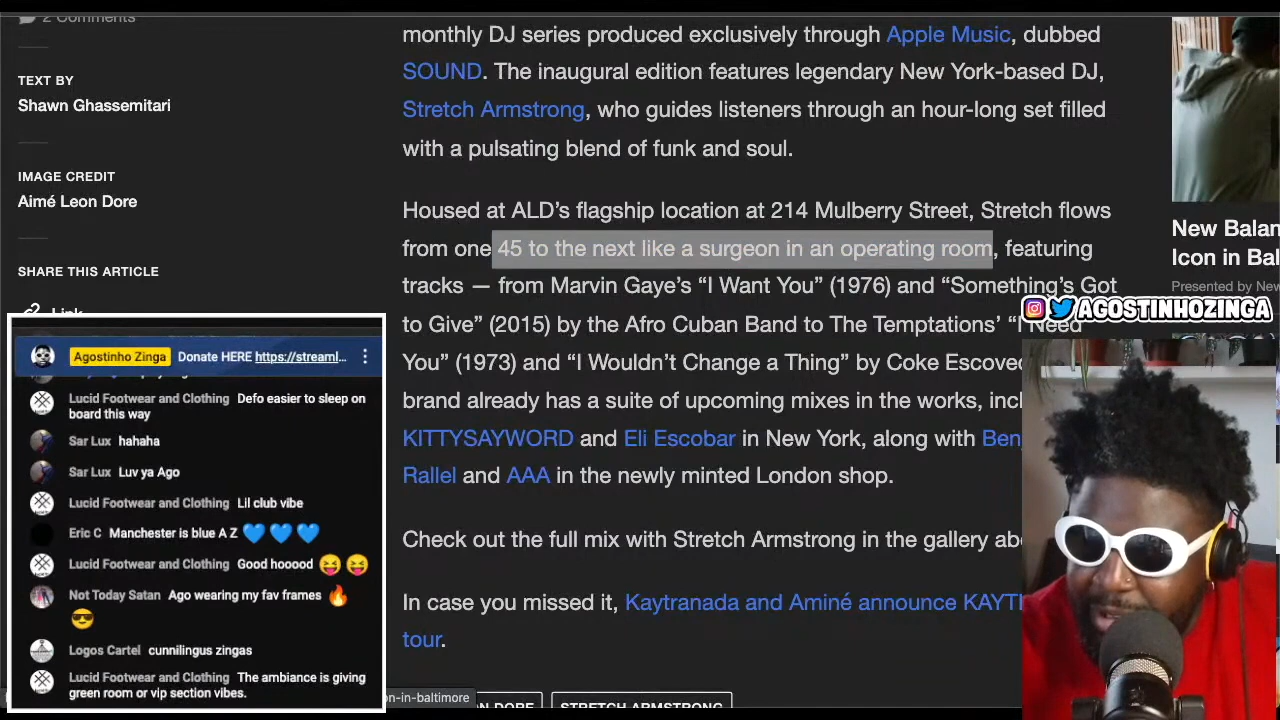 2 Comments
TEXT BY
Shawn Ghassemitari
IMAGE CREDIT
Aimé Leon Dore
SHARE THIS ARTICLE
Link
monthly DJ series produced exclusively through Apple Music, dubbed
SOUND. The inaugural edition features legendary New York-based DJ,
Stretch Armstrong, who guides listeners through an hour-long set filled
with a pulsating blend of funk and soul.
Housed at ALD’s flagship location at 214 Mulberry Street, Stretch flows
from one 45 to the next like a surgeon in an operating room, featuring
tracks — from Marvin Gaye’s “I Want You” (1976) and “Something’s Got
to Give” (2015) by the Afro Cuban Band to The Temptations’ “I Need
You” (1973) and “I Wouldn’t Change a Thing” by Coke Escoved
brand already has a suite of upcoming mixes in the works, incl
KITTYSAYWORD and Eli Escobar in New York, along with Ben
Rallel and AAA in the newly minted London shop.
Check out the full mix with Stretch Armstrong in the gallery abo
In case you missed it, Kaytranada and Aminé announce KAYT
tour.
STRETCH ARMSTRONG
on-in-baltimore
New Balan
Icon in Bal
Presented by New
AGOSTINHOZINGA
Agostinho Zinga Donate HERE https://streaml...
Lucid Footwear and Clothing Defo easier to sleep on
board this way
Sar Lux hahaha
Sar Lux Luv ya Ago
Lucid Footwear and Clothing Lil club vibe
Eric C Manchester is blue A Z 💙💙💙
Lucid Footwear and Clothing Good hooood 😝😝
Not Today Satan Ago wearing my fav frames 🔥
😎
Logos Cartel cunnilingus zingas
Lucid Footwear and Clothing The ambiance is giving
green room or vip section vibes.